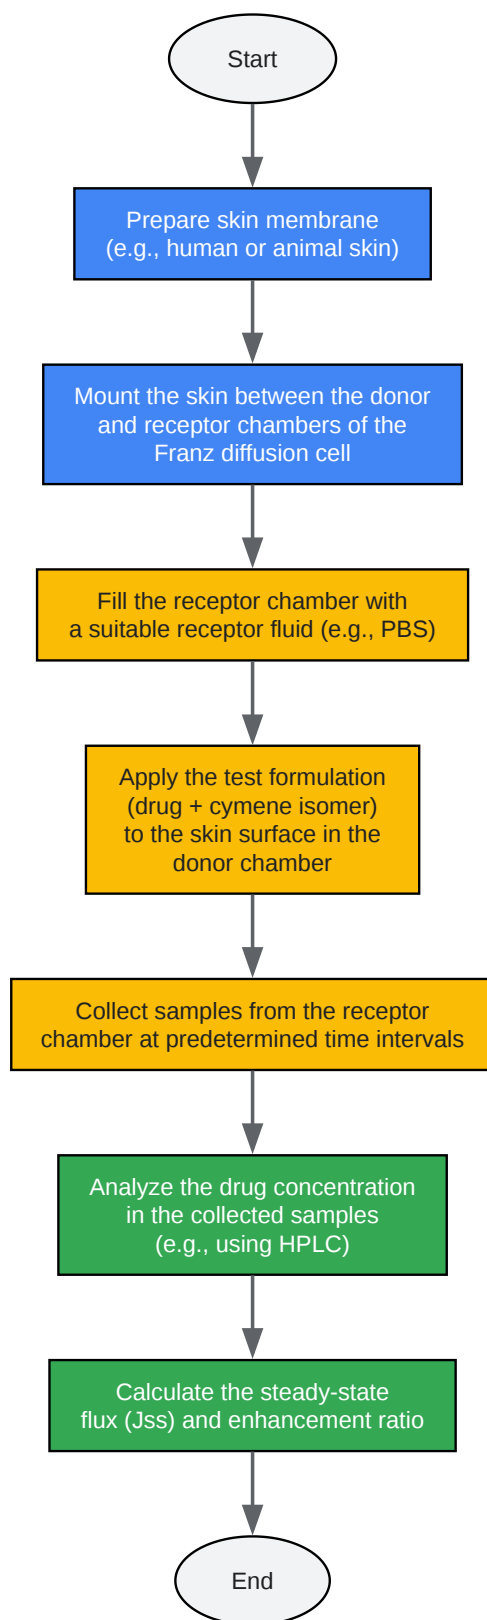 Start
Prepare skin membrane
(e.g., human or animal skin)
Mount the skin between the donor
and receptor chambers of the
Franz diffusion cell
Fill the receptor chamber with
a suitable receptor fluid (e.g., PBS)
Apply the test formulation
(drug + cymene isomer)
to the skin surface in the
donor chamber
Collect samples from the receptor
chamber at predetermined time intervals
Analyze the drug concentration
in the collected samples
(e.g., using HPLC)
Calculate the steady-state
flux (Jss) and enhancement ratio
End